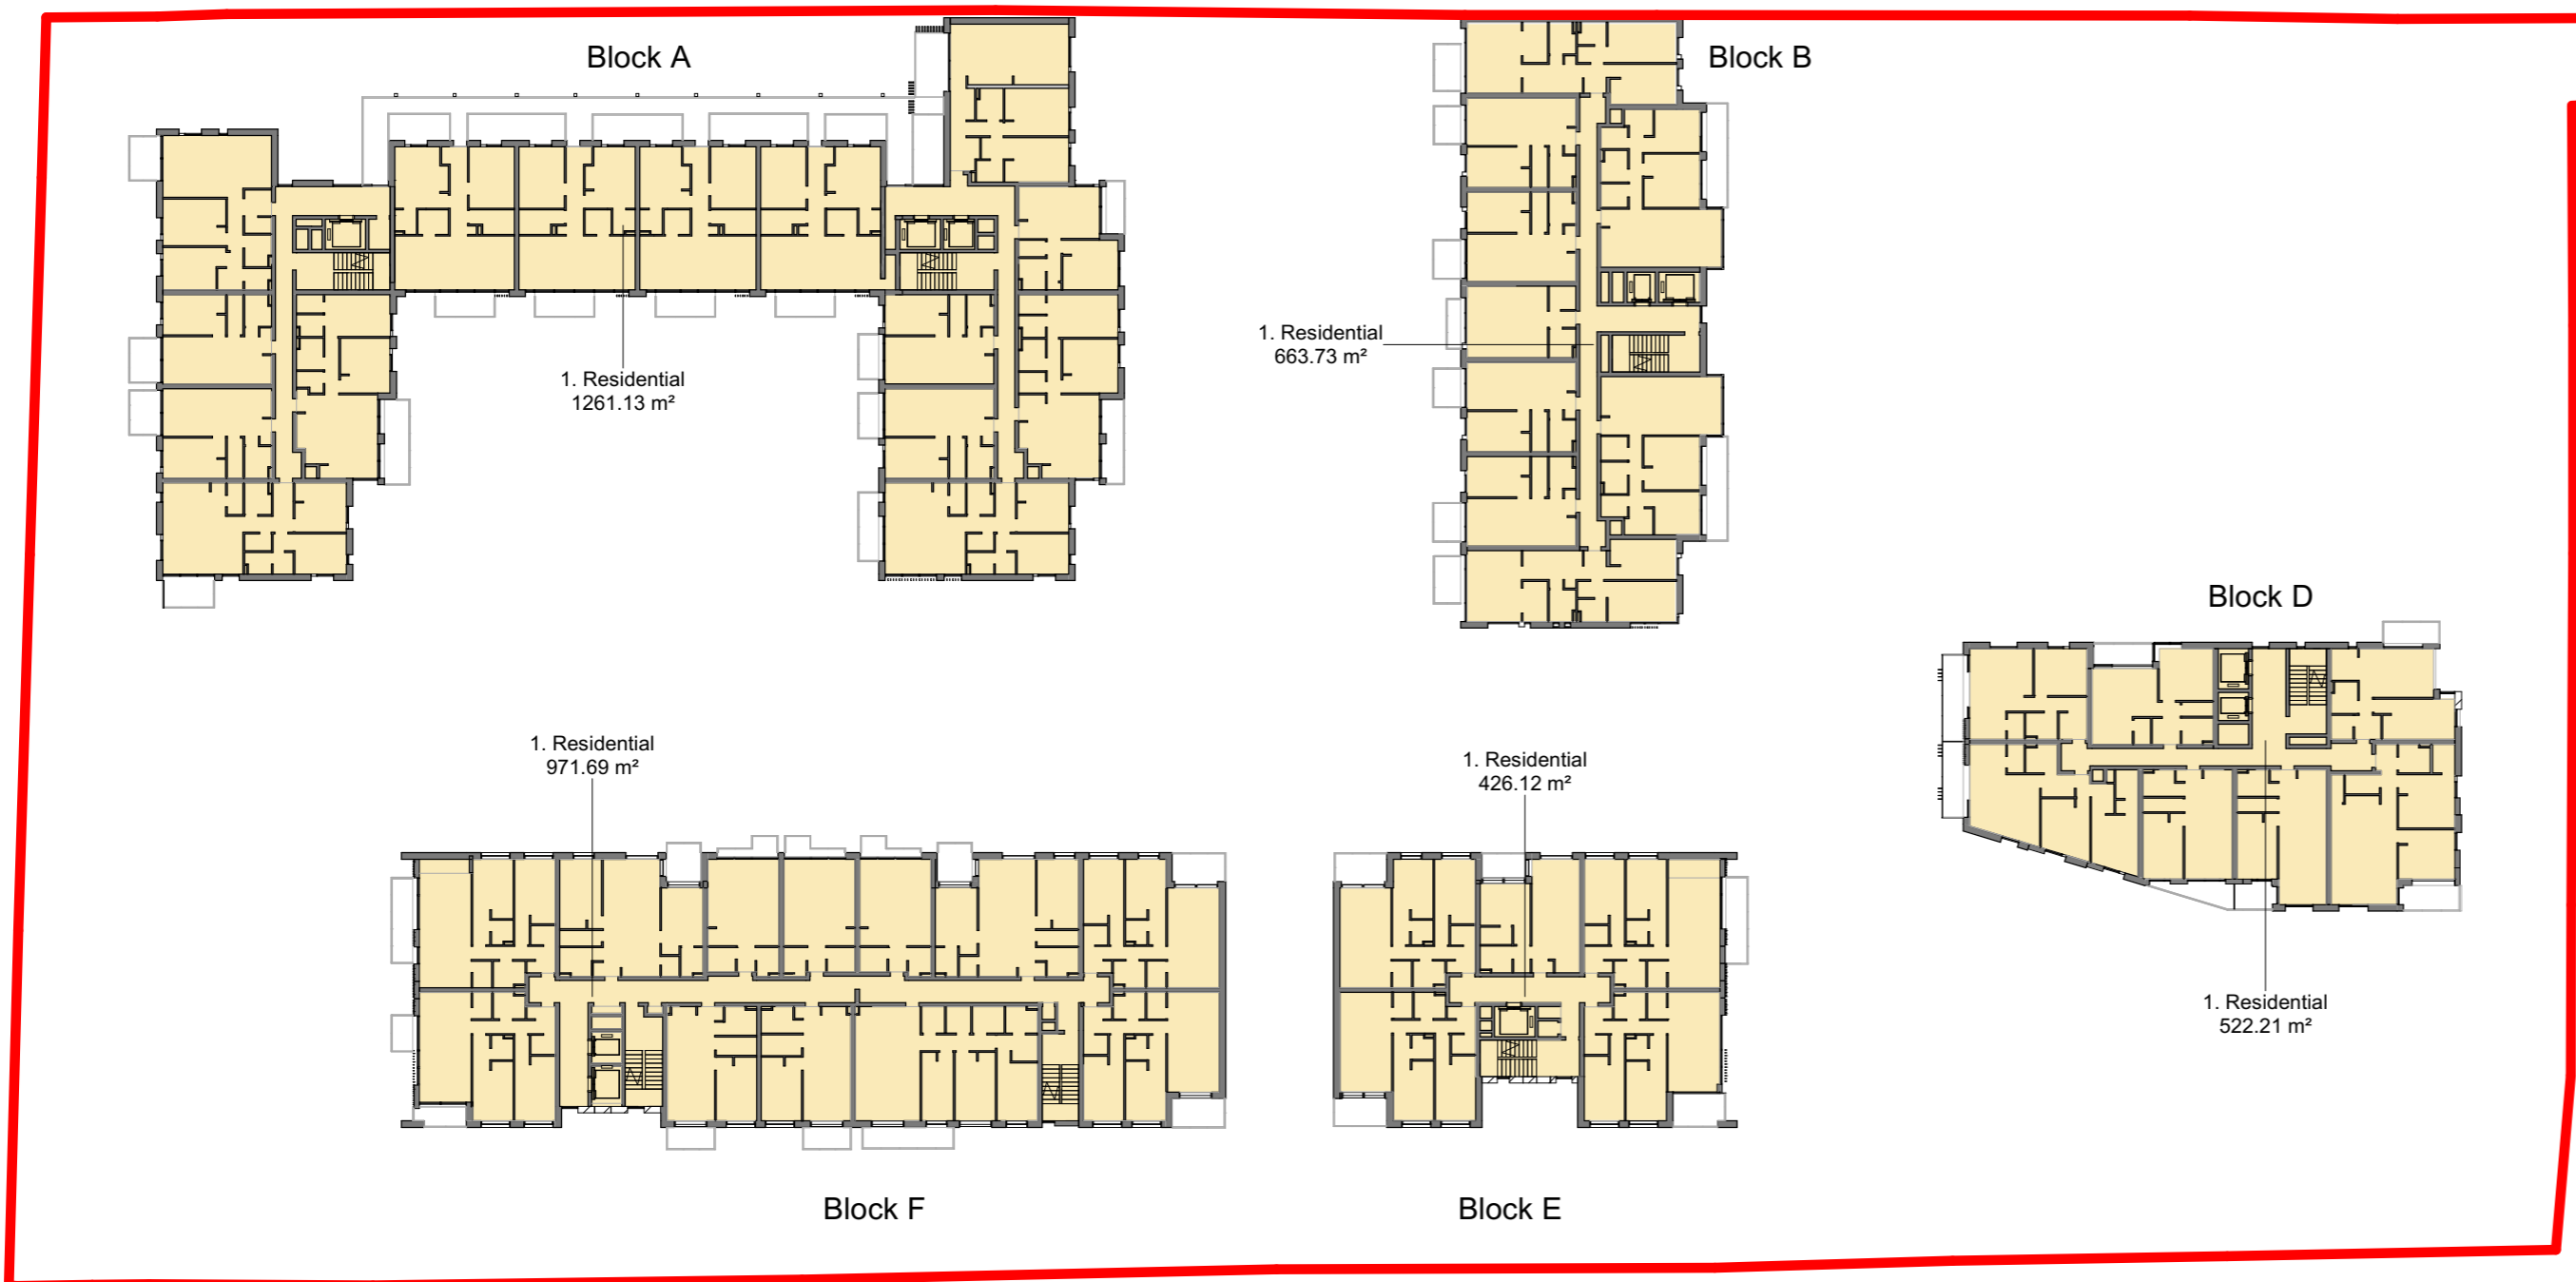 Block A
Block B
1. Residential
663.73 m²
1. Residential
1261.13 m²
Block D
1. Residential
971.69 m²
1. Residential
426.12 m²
1. Residential
522.21 m²
Block F
Block E